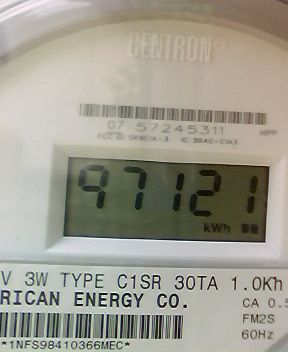 CENTRON®
07 57245311
HPP
97121
kWh
V 3W TYPE C1SR 30TA 1.0Kh
RICAN ENERGY CO.
CA 0.5
FM2S
60Hz
*1NFS98410366MEC*